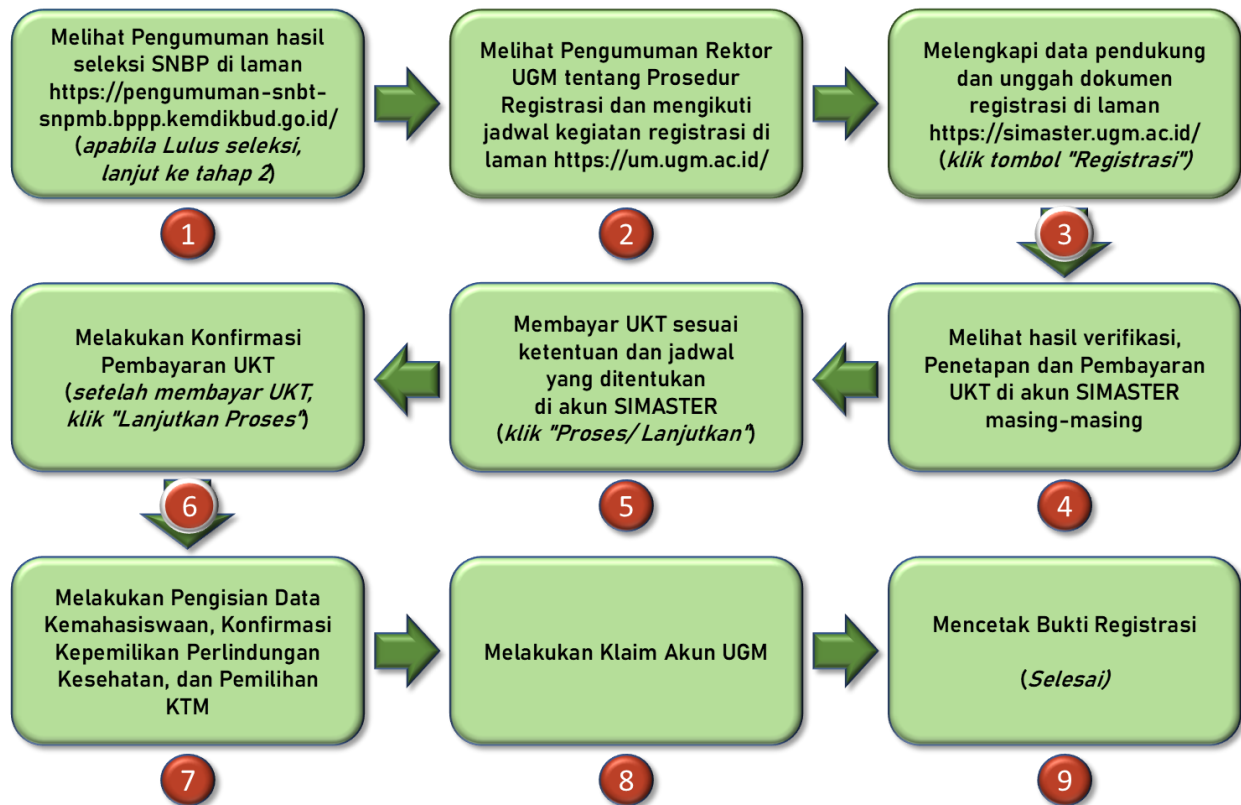 Melihat Pengumuman hasil
seleksi SNBP di laman
https://pengumuman-snbt-
snpmb.bppp.kemdikbud.go.id/
(apabila Lulus seleksi,
lanjut ke tahap 2)
1
Melihat Pengumuman Rektor
UGM tentang Prosedur
Registrasi dan mengikuti
jadwal kegiatan registrasi di
laman https://um.ugm.ac.id/
2
Melengkapi data pendukung
dan unggah dokumen
registrasi di laman
https://simaster.ugm.ac.id/
(klik tombol "Registrasi")
3
Melihat hasil verifikasi,
Penetapan dan Pembayaran
UKT di akun SIMASTER
masing-masing
4
Membayar UKT sesuai
ketentuan dan jadwal
yang ditentukan
di akun SIMASTER
(klik "Proses/ Lanjutkan")
5
Melakukan Konfirmasi
Pembayaran UKT
(setelah membayar UKT,
klik "Lanjutkan Proses")
6
Melakukan Pengisian Data
Kemahasiswaan, Konfirmasi
Kepemilikan Perlindungan
Kesehatan, dan Pemilihan
KTM
7
Melakukan Klaim Akun UGM
8
Mencetak Bukti Registrasi
(Selesai)
9